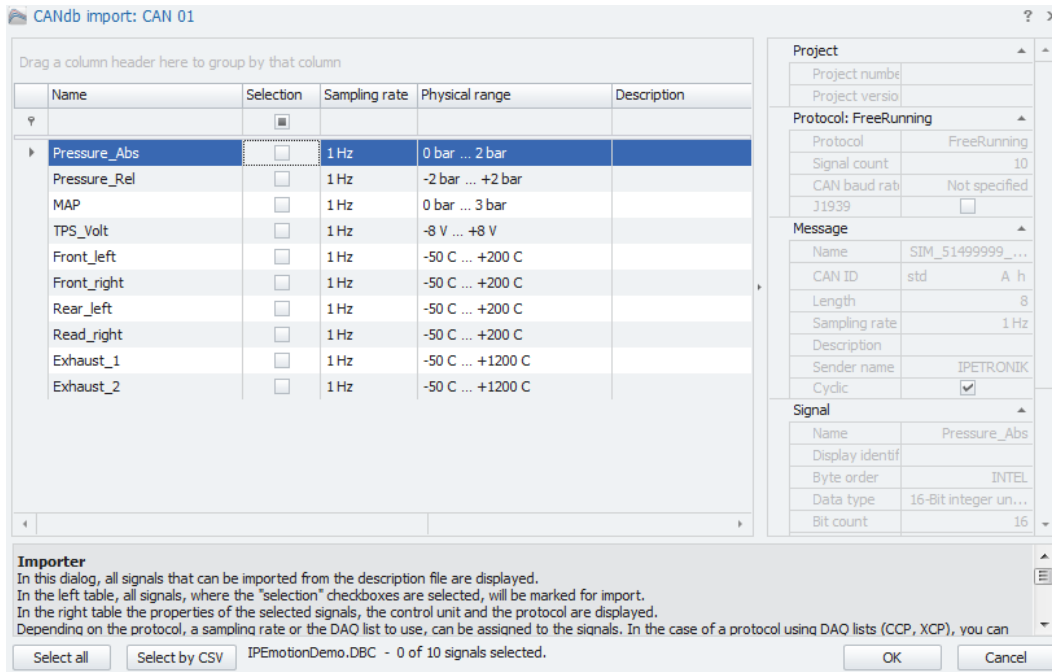 CANdb import: CAN 01
?
Drag a column header here to group by that column
Name Selection Sampling rate Physical range Description
Pressure_Abs 1 Hz 0 bar ... 2 bar
Pressure_Rel 1 Hz -2 bar ... +2 bar
MAP 1 Hz 0 bar ... 3 bar
TPS_Volt 1 Hz -8 V ... +8 V
Front_left 1 Hz -50 C ... +200 C
Front_right 1 Hz -50 C ... +200 C
Rear_left 1 Hz -50 C ... +200 C
Read_right 1 Hz -50 C ... +200 C
Exhaust_1 1 Hz -50 C ... +1200 C
Exhaust_2 1 Hz -50 C ... +1200 C
Project
Project numbe
Project versio
Protocol: FreeRunning
Protocol FreeRunning
Signal count 10
CAN baud rat Not specified
J1939
Message
Name SIM_51499999_...
CAN ID std A h
Length 8
Sampling rate 1 Hz
Description
Sender name IPETRONIK
Cyclic
Signal
Name Pressure_Abs
Display identif
Byte order INTEL
Data type 16-Bit integer un...
Bit count 16
Importer
In this dialog, all signals that can be imported from the description file are displayed.
In the left table, all signals, where the "selection" checkboxes are selected, will be marked for import.
In the right table the properties of the selected signals, the control unit and the protocol are displayed.
Depending on the protocol, a sampling rate or the DAQ list to use, can be assigned to the signals. In the case of a protocol using DAQ lists (CCP, XCP), you can
Select all Select by CSV IPEmotionDemo.DBC - 0 of 10 signals selected. OK Cancel